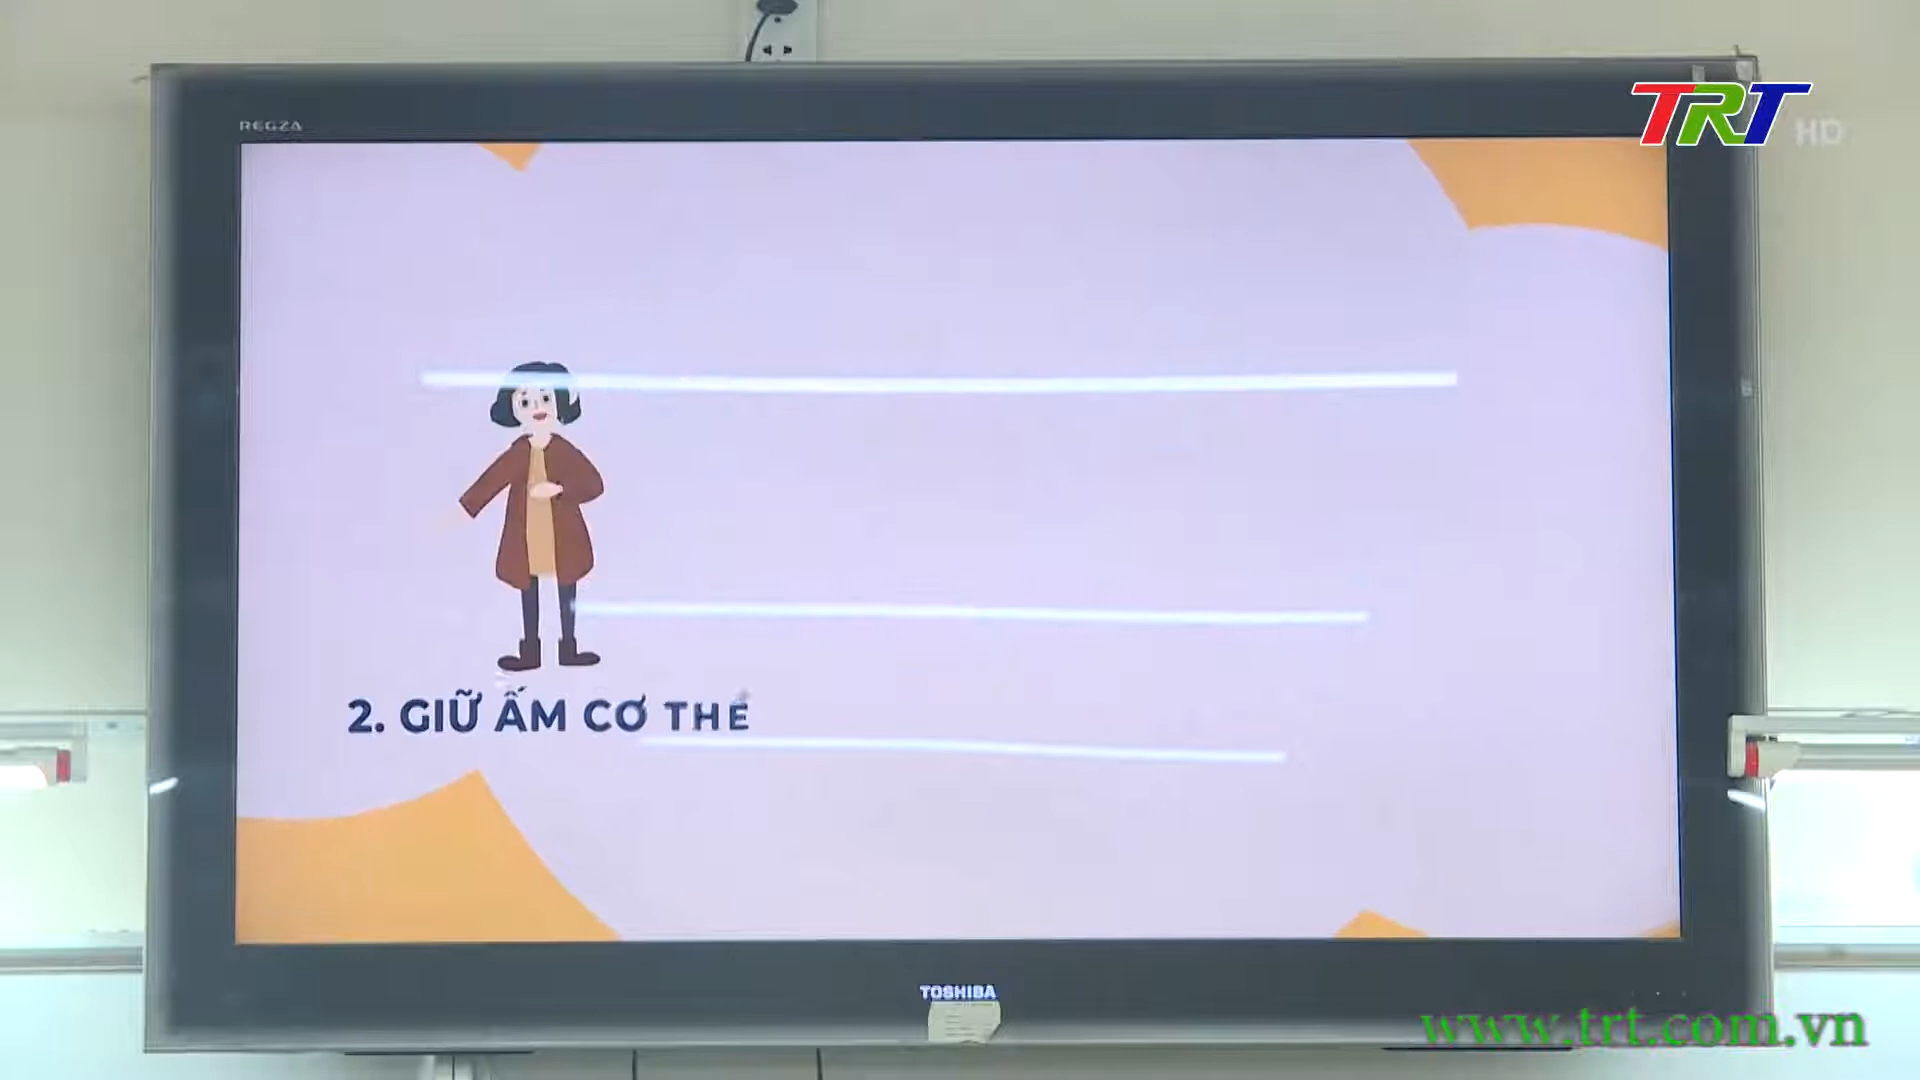 REGZA
TRT HD
2. GIỮ ẤM CƠ THỂ
TOSHIBA
www.trt.com.vn